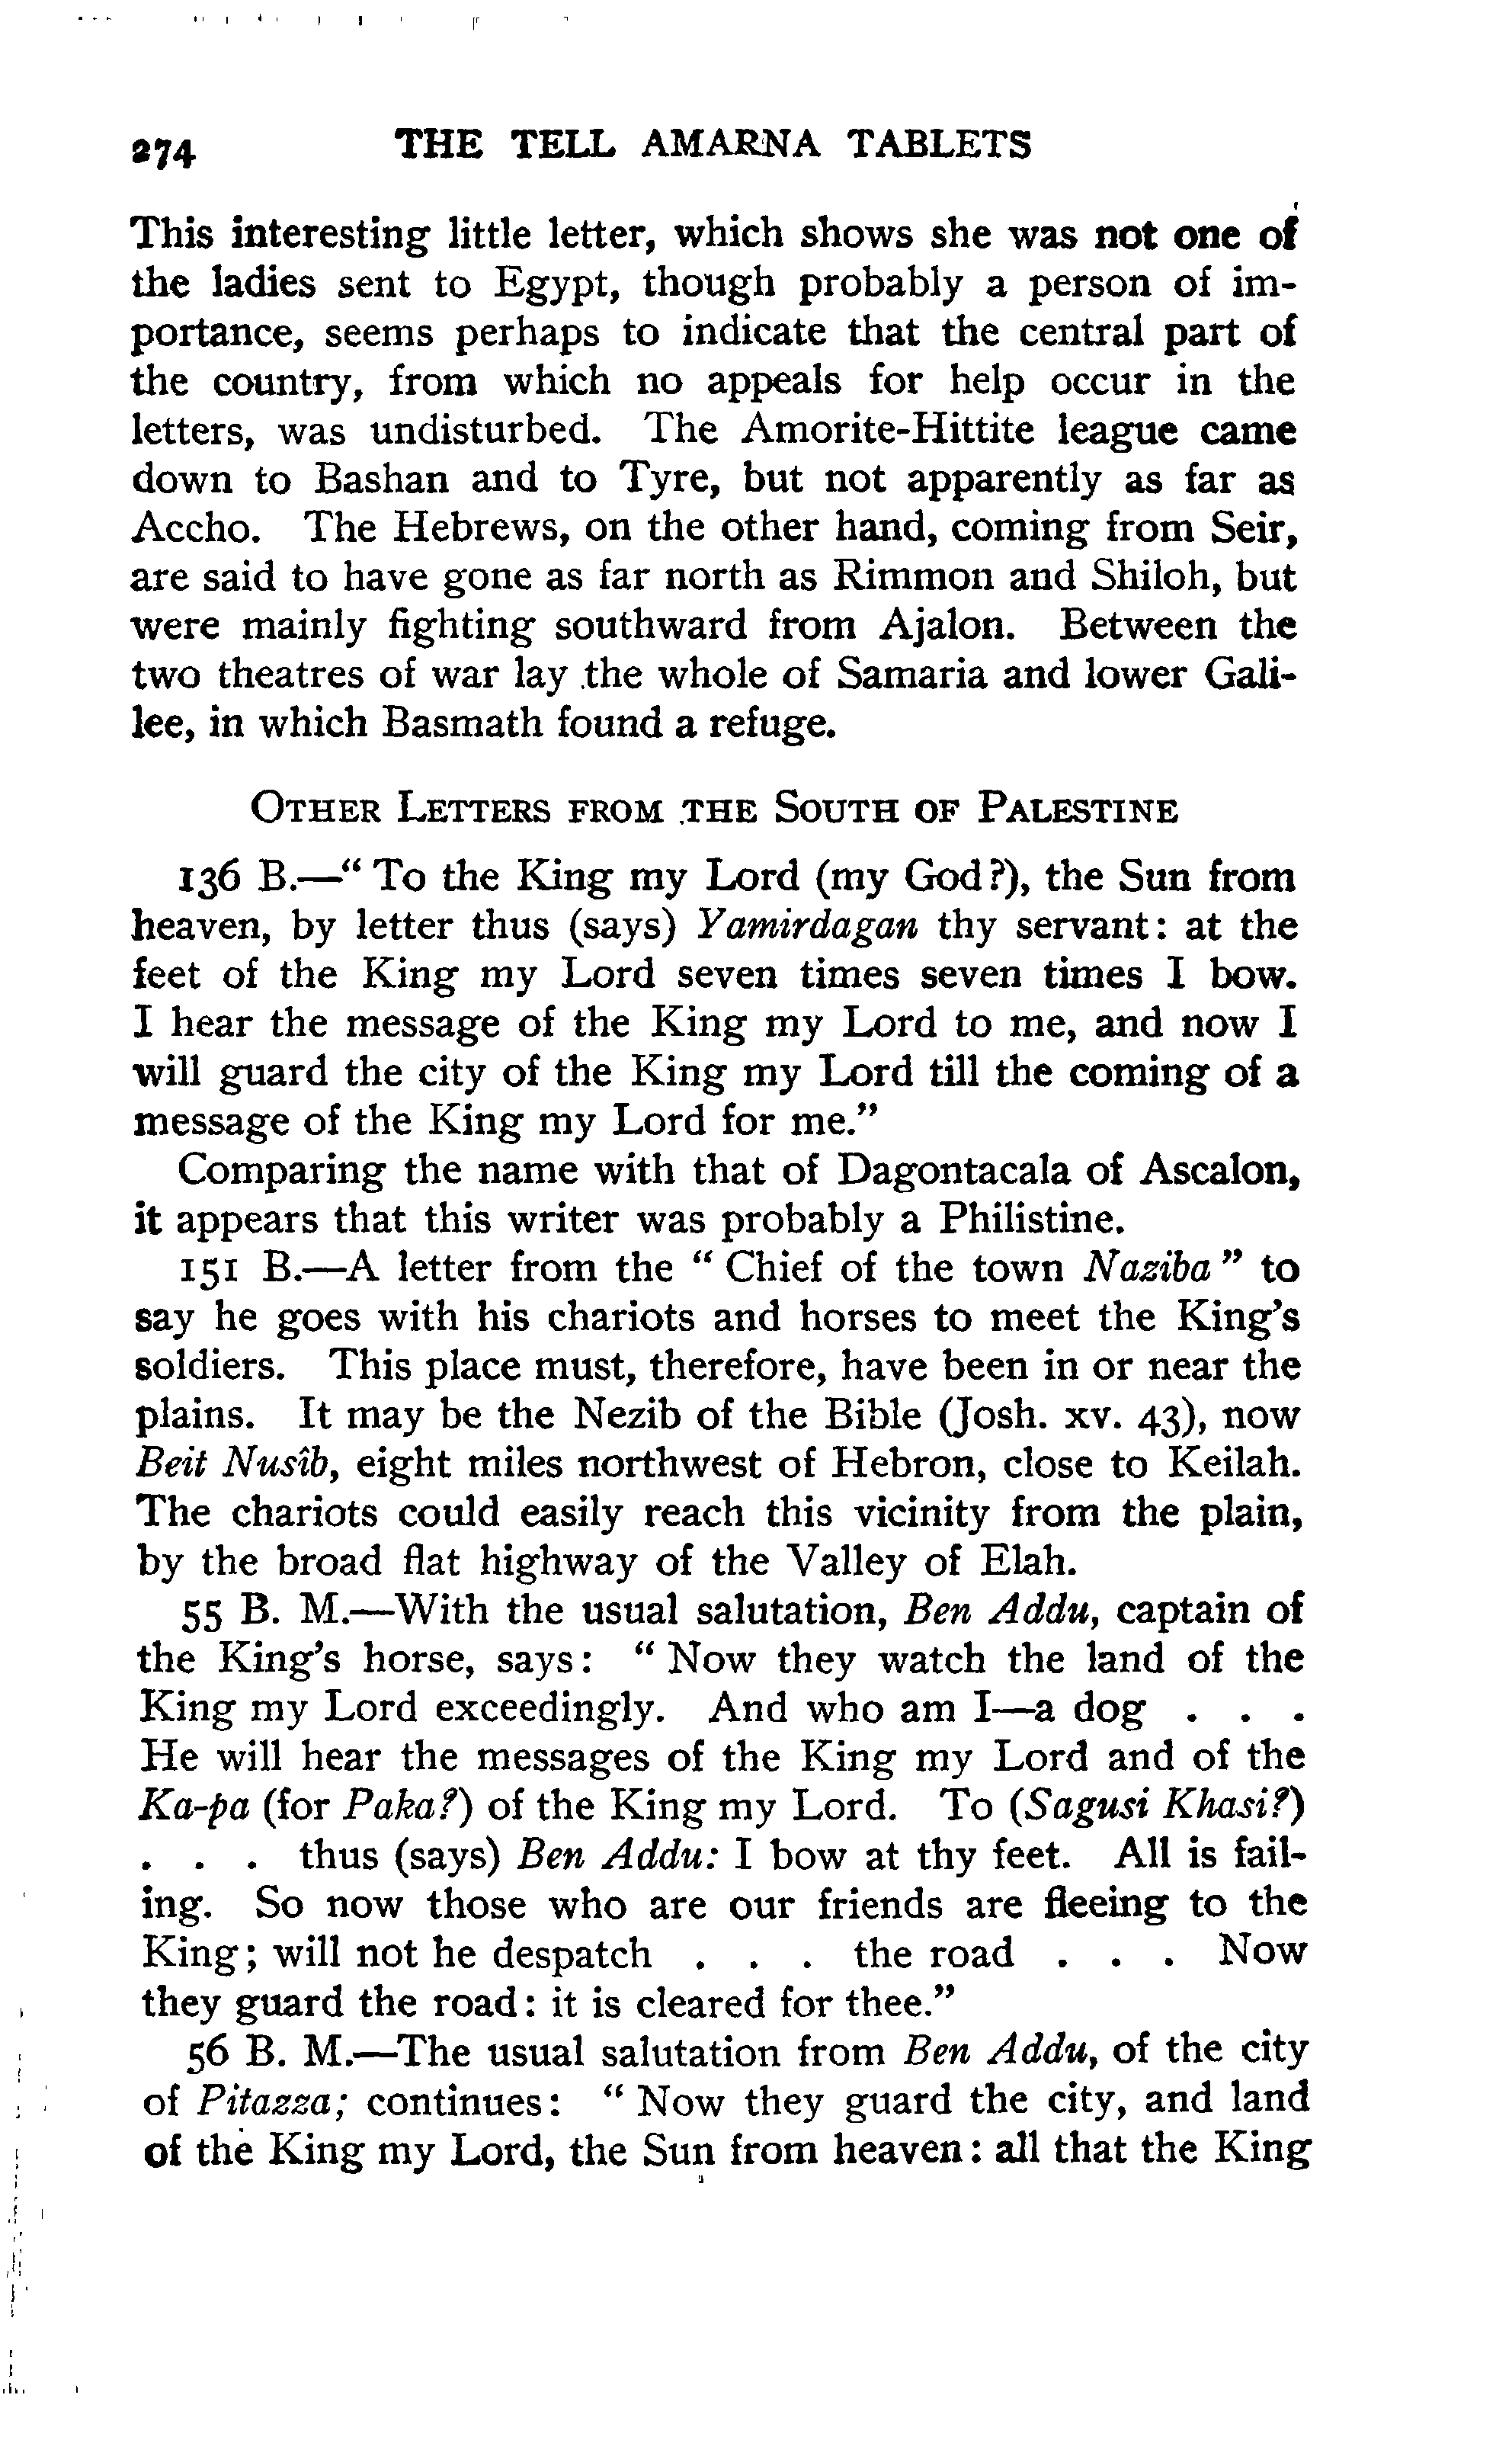 274 THE TELL AMARNA TABLETS
This interesting little letter, which shows she was not one of
the ladies sent to Egypt, though probably a person of im-
portance, seems perhaps to indicate that the central part of
the country, from which no appeals for help occur in the
letters, was undisturbed. The Amorite-Hittite league came
down to Bashan and to Tyre, but not apparently as far as
Accho. The Hebrews, on the other hand, coming from Seir,
are said to have gone as far north as Rimmon and Shiloh, but
were mainly fighting southward from Ajalon. Between the
two theatres of war lay the whole of Samaria and lower Gali-
lee, in which Basmath found a refuge.
OTHER LETTERS FROM THE SOUTH OF PALESTINE
136 B.—“ To the King my Lord (my God?), the Sun from
heaven, by letter thus (says) Yamirdagan thy servant: at the
feet of the King my Lord seven times seven times I bow.
I hear the message of the King my Lord to me, and now I
will guard the city of the King my Lord till the coming of a
message of the King my Lord for me.”
Comparing the name with that of Dagontacala of Ascalon,
it appears that this writer was probably a Philistine.
151 B.—A letter from the “ Chief of the town Naziba ” to
say he goes with his chariots and horses to meet the King’s
soldiers. This place must, therefore, have been in or near the
plains. It may be the Nezib of the Bible (Josh. xv. 43), now
Beit Nusîb, eight miles northwest of Hebron, close to Keilah.
The chariots could easily reach this vicinity from the plain,
by the broad flat highway of the Valley of Elah.
55 B. M.—With the usual salutation, Ben Addu, captain of
the King’s horse, says: “ Now they watch the land of the
King my Lord exceedingly. And who am I—a dog . . .
He will hear the messages of the King my Lord and of the
Ka-pa (for Paka?) of the King my Lord. To (Sagusi Khasi?)
. . . thus (says) Ben Addu: I bow at thy feet. All is fail-
ing. So now those who are our friends are fleeing to the
King; will not he despatch . . . the road . . . Now
they guard the road: it is cleared for thee.”
56 B. M.—The usual salutation from Ben Addu, of the city
of Pitazza; continues: “ Now they guard the city, and land
of the King my Lord, the Sun from heaven: all that the King